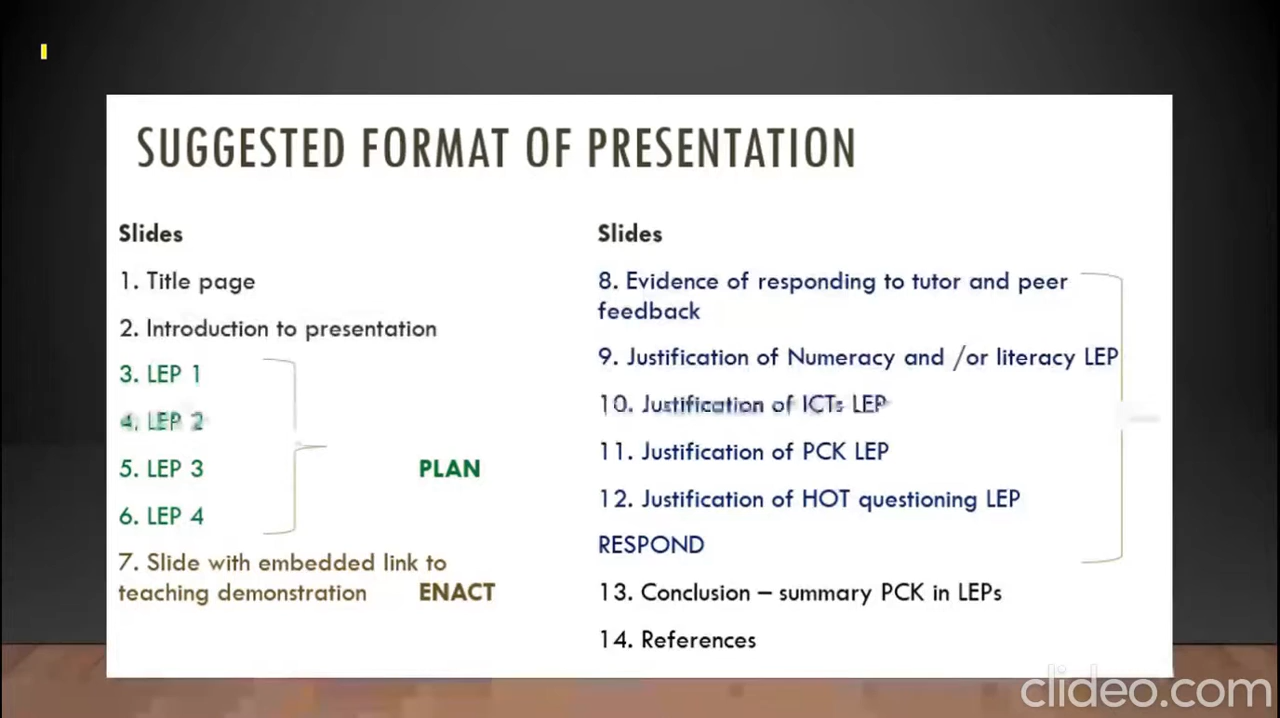 SUGGESTED FORMAT OF PRESENTATION
Slides
1. Title page
2. Introduction to presentation
3. LEP 1
4. LEP 2
5. LEP 3
PLAN
6. LEP 4
7. Slide with embedded link to
teaching demonstration
ENACT
Slides
8. Evidence of responding to tutor and peer
feedback
9. Justification of Numeracy and /or literacy LEP
10. Justification of ICTs LEP
11. Justification of PCK LEP
12. Justification of HOT questioning LEP
RESPOND
13. Conclusion – summary PCK in LEPs
14. References
clideo.com